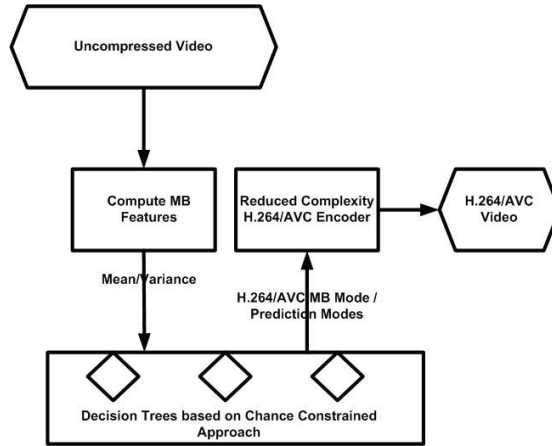 Uncompressed Video
Compute MB
Features
Reduced Complexity
H.264/AVC Encoder
H.264/AVC
Video
Mean/Variance
H.264/AVC MB Mode /
Prediction Modes
Decision Trees based on Chance Constrained
Approach